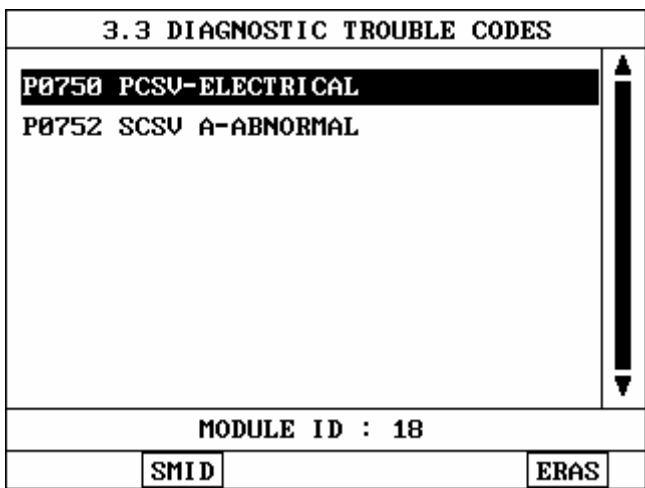 3.3 DIAGNOSTIC TROUBLE CODES
P0750 PCSV-ELECTRICAL
P0752 SCSV A-ABNORMAL
MODULE ID : 18
SMID ERAS